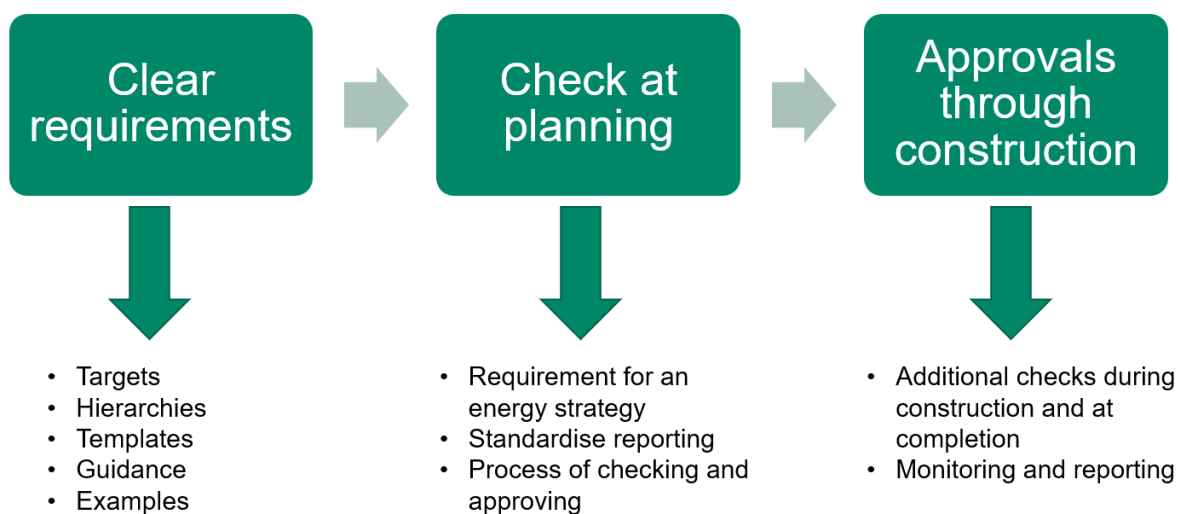 Clear
requirements
Check at
planning
Approvals
through
construction
• Targets
• Hierarchies
• Templates
• Guidance
• Examples
• Requirement for an
energy strategy
• Standardise reporting
• Process of checking and
approving
• Additional checks during
construction and at
completion
• Monitoring and reporting